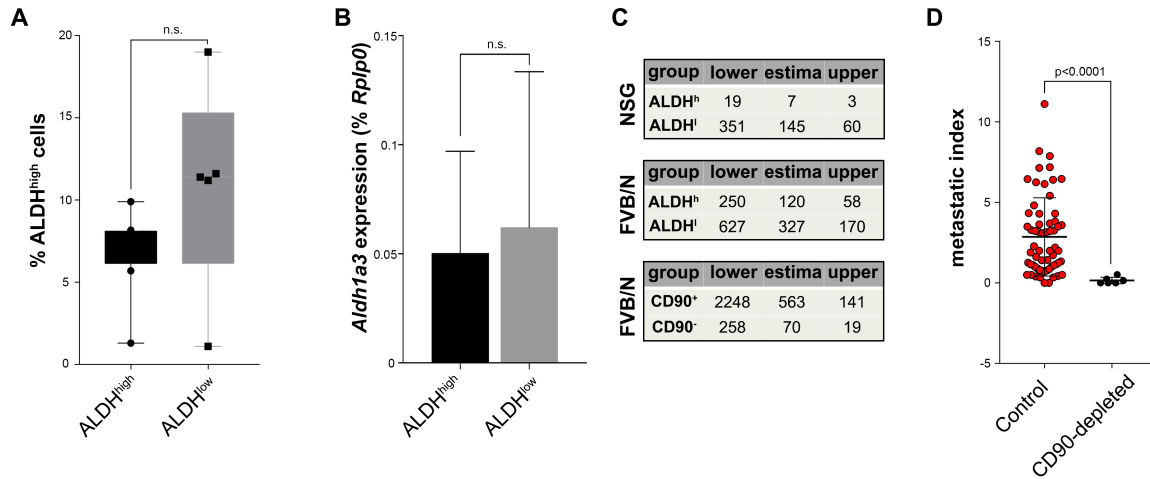 A
% ALDHhigh cells
20
15
10
5
0
n.s.
ALDHhigh
ALDHlow
B
Aldh1a3 expression (% Rplp0)
0.15
0.1
0.05
0
n.s.
ALDHhigh
ALDHlow
C
NSG
group lower estima upper
ALDHh 19 7 3
ALDHl 351 145 60
FVB/N
group lower estima upper
ALDHh 250 120 58
ALDHl 627 327 170
FVB/N
group lower estima upper
CD90+ 2248 563 141
CD90- 258 70 19
D
metastatic index
15
10
5
0
-5
p<0.0001
Control
CD90-depleted